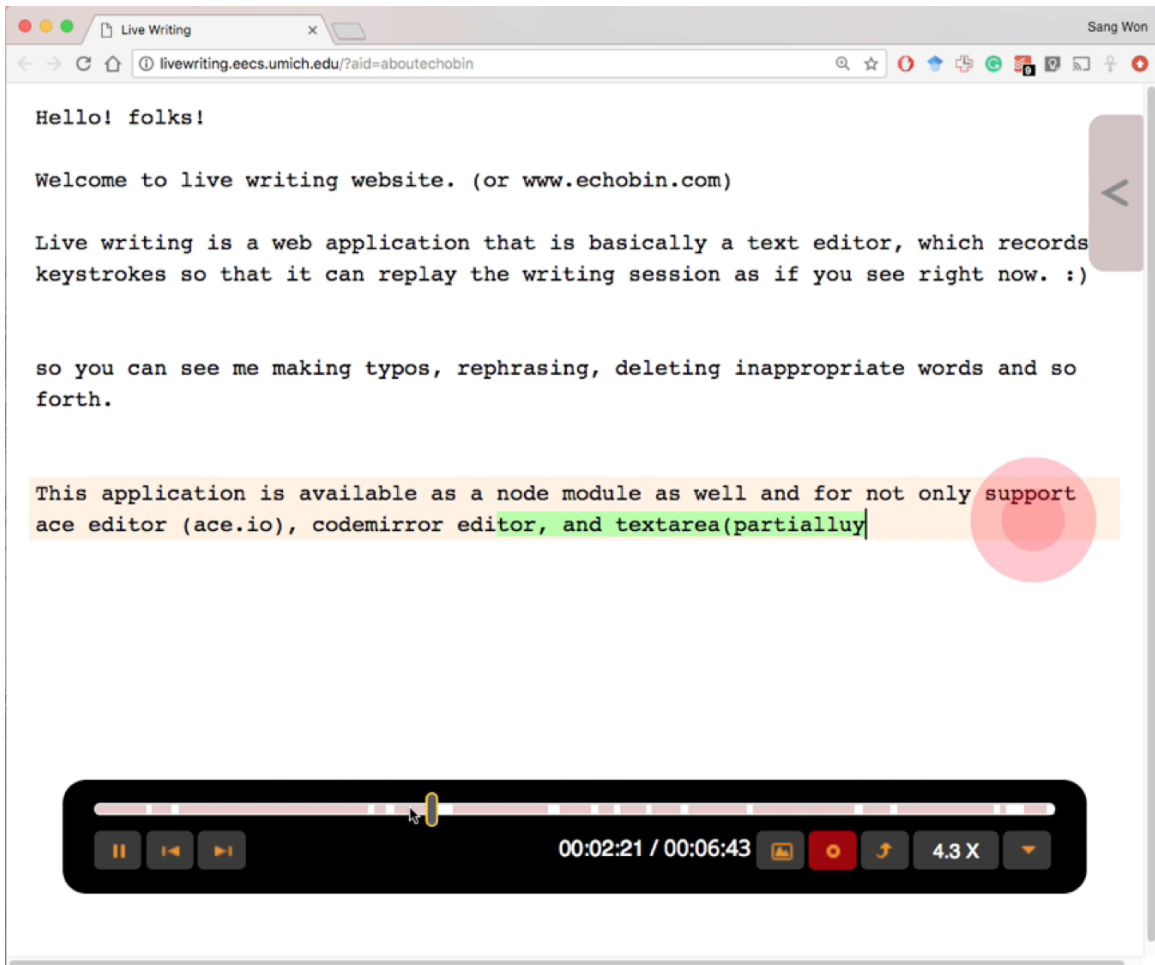 Live Writing
Sang Won
livewriting.eecs.umich.edu/?aid=aboutechobin
Hello! folks!
Welcome to live writing website. (or www.echobin.com)
Live writing is a web application that is basically a text editor, which records
keystrokes so that it can replay the writing session as if you see right now. :)
so you can see me making typos, rephrasing, deleting inappropriate words and so
forth.
This application is available as a node module as well and for not only support
ace editor (ace.io), codemirror editor, and textarea(partialluy
00:02:21 / 00:06:43
4.3 X